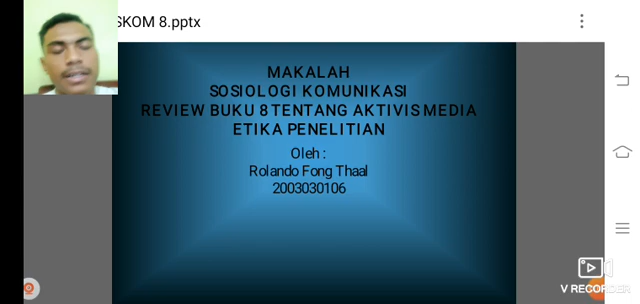 SKOM 8.pptx
MAKALAH
SOSIOLOGI KOMUNIKASI
REVIEW BUKU 8 TENTANG AKTIVIS MEDIA
ETIKA PENELITIAN
Oleh :
Rolando Fong Thaal
2003030106
V RECORDER